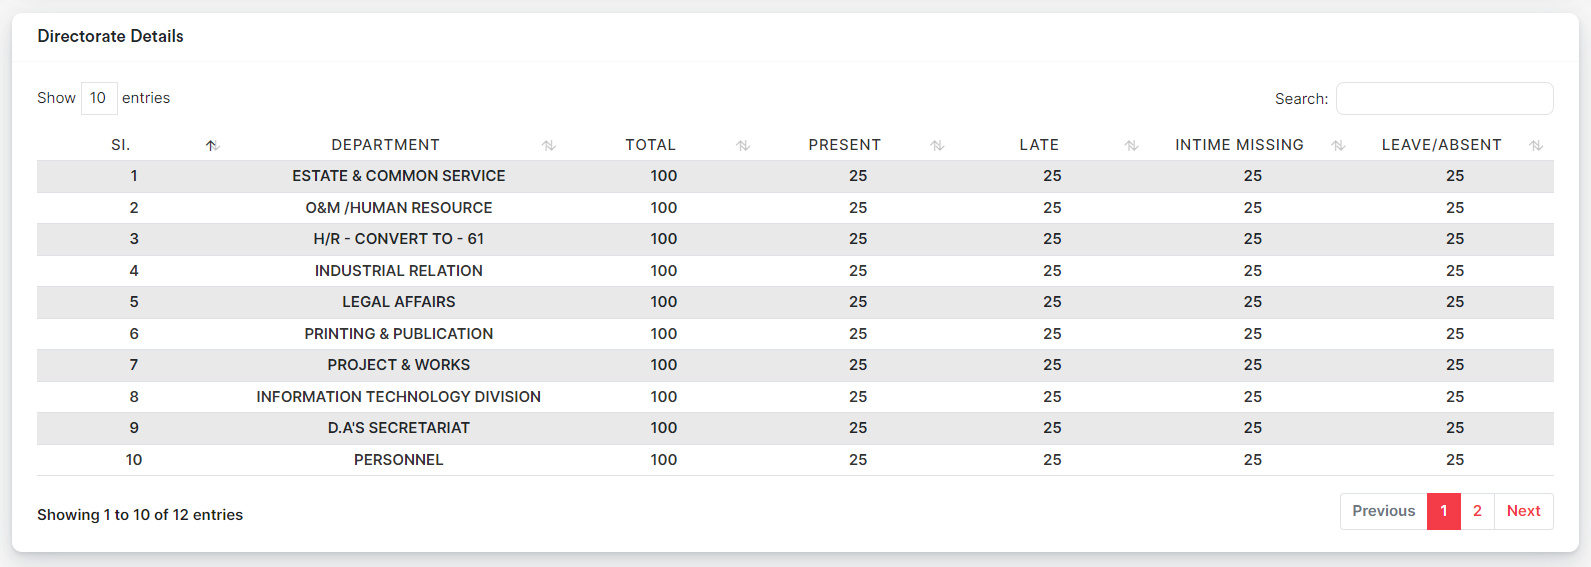 Directorate Details
Show 10 entries
Search:
SI. DEPARTMENT TOTAL PRESENT LATE INTIME MISSING LEAVE/ABSENT
1 ESTATE & COMMON SERVICE 100 25 25 25 25
2 O&M /HUMAN RESOURCE 100 25 25 25 25
3 H/R - CONVERT TO - 61 100 25 25 25 25
4 INDUSTRIAL RELATION 100 25 25 25 25
5 LEGAL AFFAIRS 100 25 25 25 25
6 PRINTING & PUBLICATION 100 25 25 25 25
7 PROJECT & WORKS 100 25 25 25 25
8 INFORMATION TECHNOLOGY DIVISION 100 25 25 25 25
9 D.A'S SECRETARIAT 100 25 25 25 25
10 PERSONNEL 100 25 25 25 25
Showing 1 to 10 of 12 entries
Previous 1 2 Next